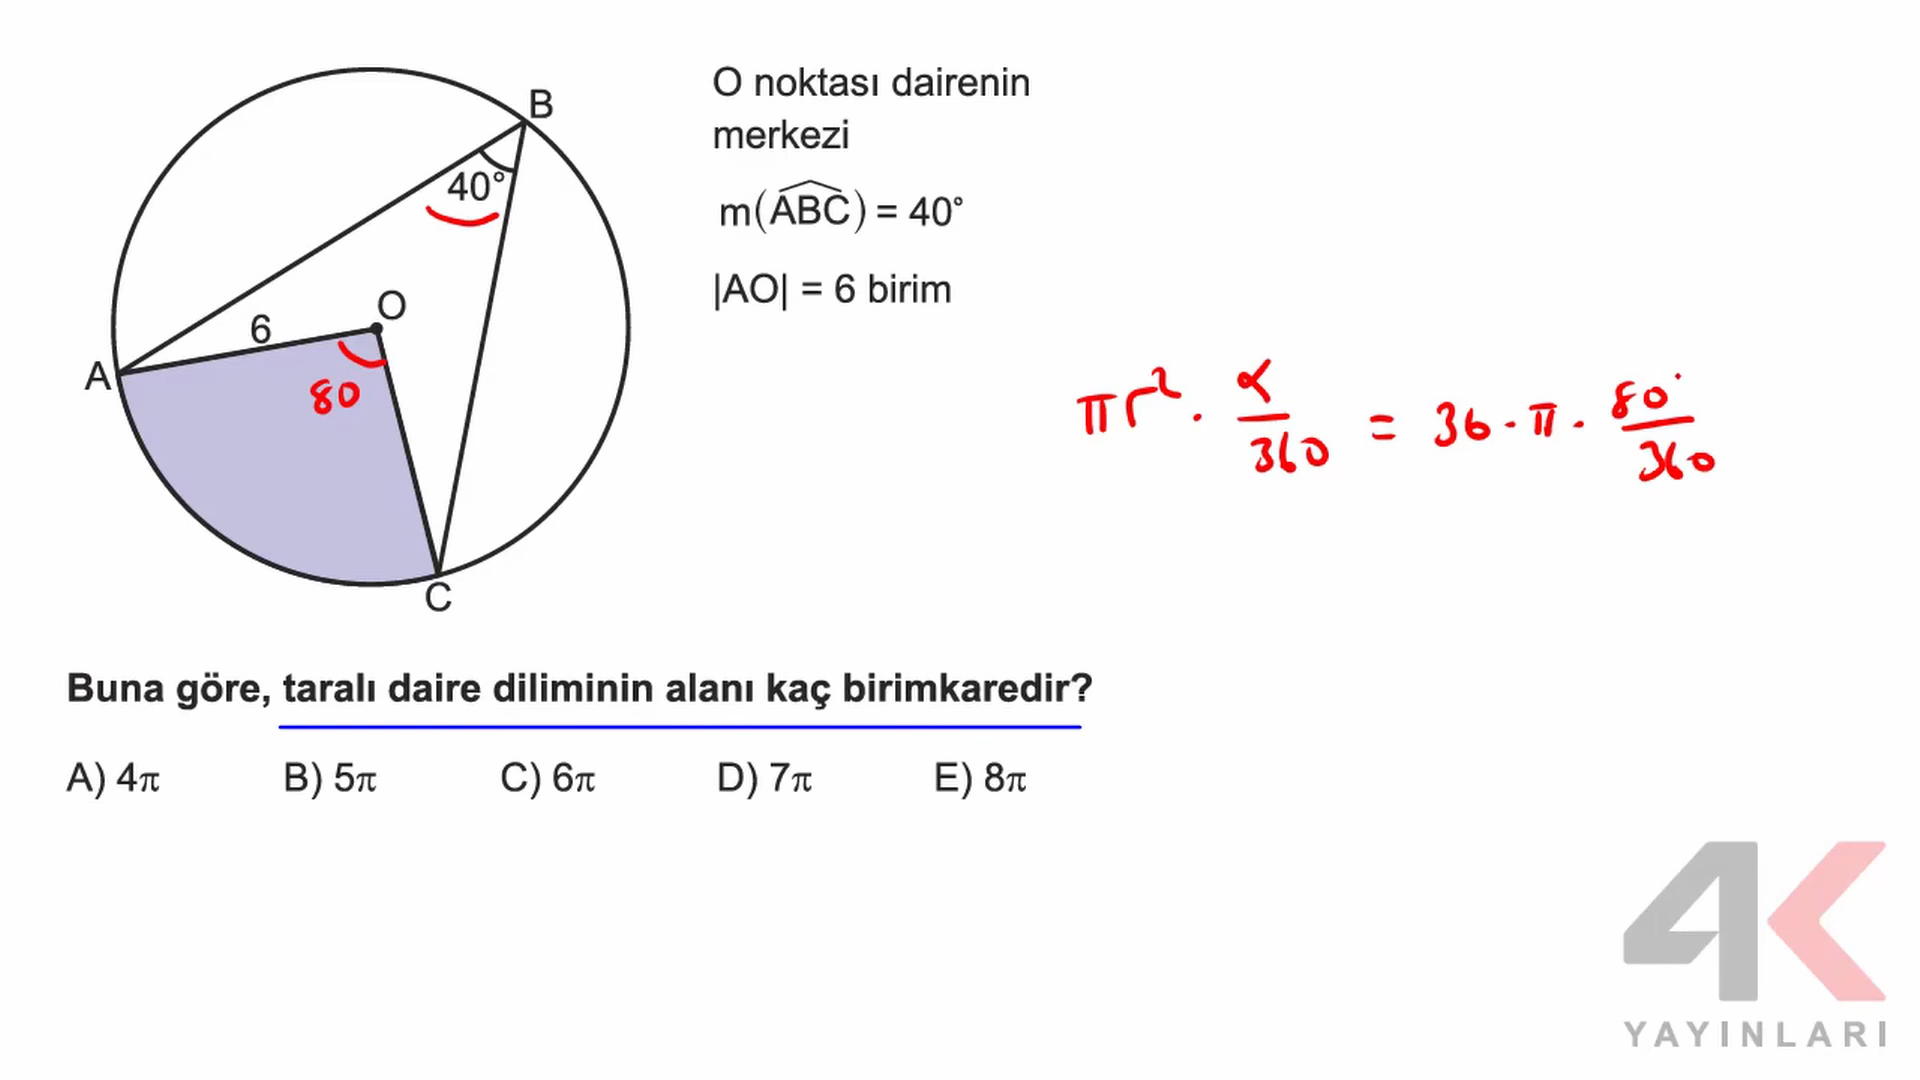 B
40°
O
6
A
80
C
O noktası dairenin
merkezi
m(ABC) = 40°
|AO| = 6 birim
πr² · α/360 = 36 · π · 80°/360
Buna göre, taralı daire diliminin alanı kaç birimkaredir?
A) 4π B) 5π C) 6π D) 7π E) 8π
4K
YAYINLARI